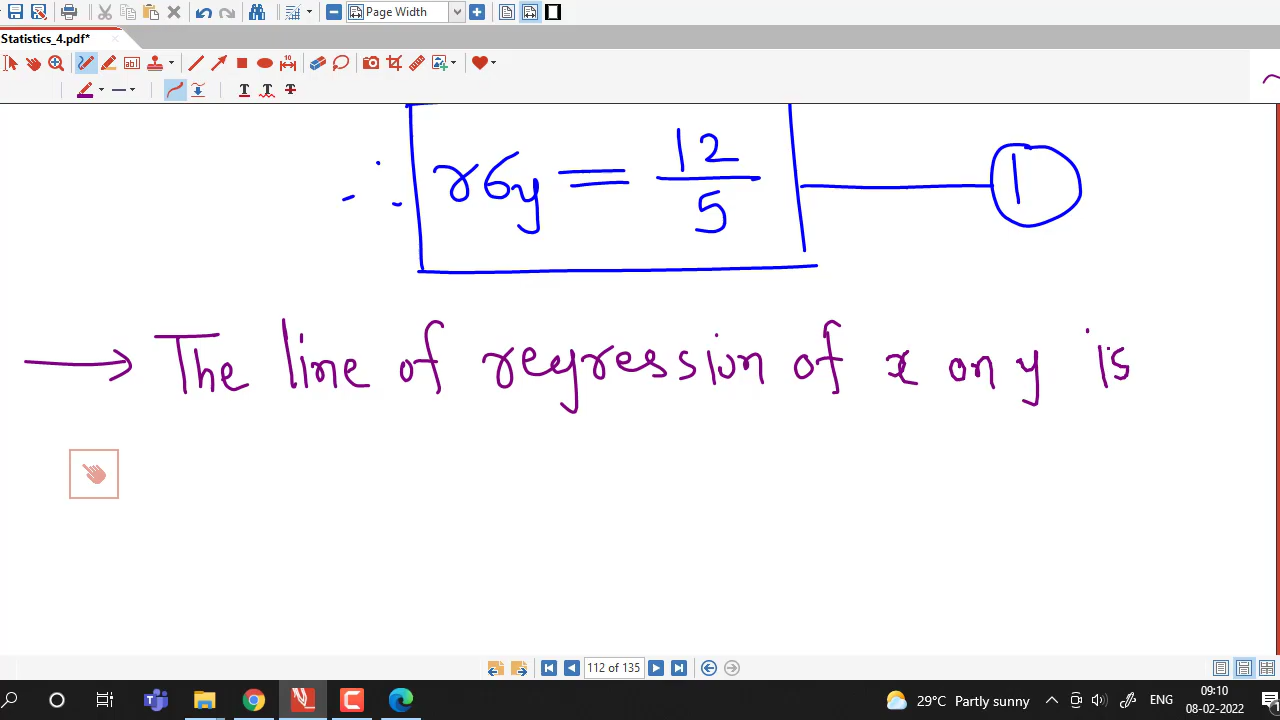 Page Width
Statistics_4.pdf*
∴ rσy = 12/5 ——— 1
→ The line of regression of x on y is
112 of 135
29°C Partly sunny
ENG
09:10
08-02-2022